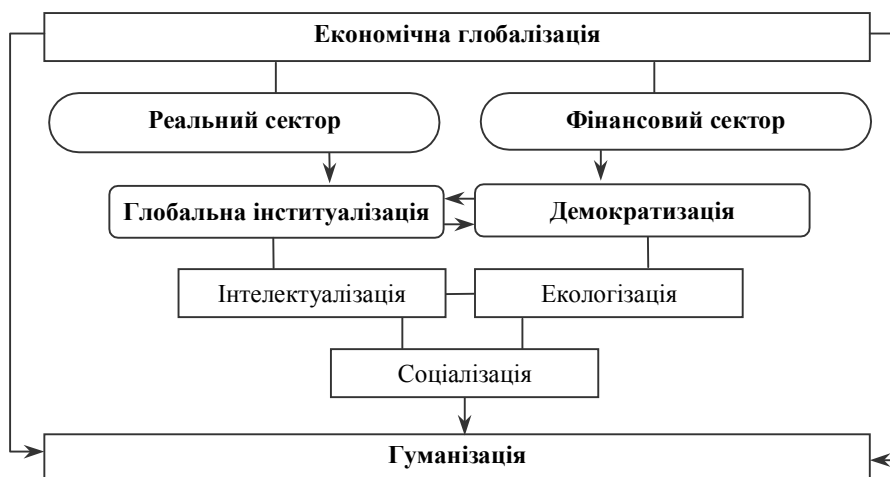 Економічна глобалізація
Реальний сектор
Фінансовий сектор
Глобальна інституалізація
Демократизація
Інтелектуалізація
Екологізація
Соціалізація
Гуманізація